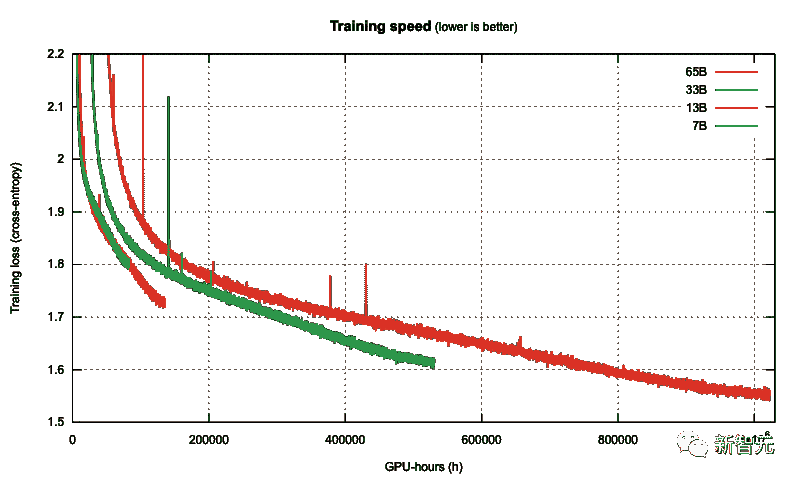 Training speed (lower is better)
2.2
2.1
2
1.9
1.8
1.7
1.6
1.5
Training loss (cross-entropy)
65B
33B
13B
7B
0
200000
400000
600000
800000
新智元
GPU-hours (h)